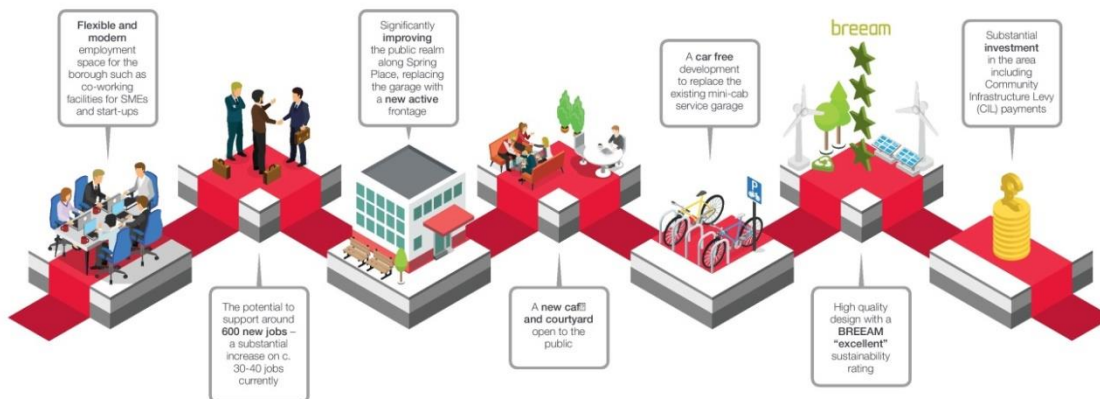 Flexible and
modern
employment
space for the
borough such as
co-working
facilities for SMEs
and start-ups
The potential to
support around
600 new jobs –
a substantial
increase on c.
30-40 jobs
currently
Significantly
improving
the public realm
along Spring
Place, replacing
the garage with
a new active
frontage
A new caf▯
and courtyard
open to the
public
A car free
development
to replace the
existing mini-cab
service garage
P
breeam
High quality
design with a
BREEAM
“excellent”
sustainability
rating
Substantial
investment
in the area
including
Community
Infrastructure Levy
(CIL) payments